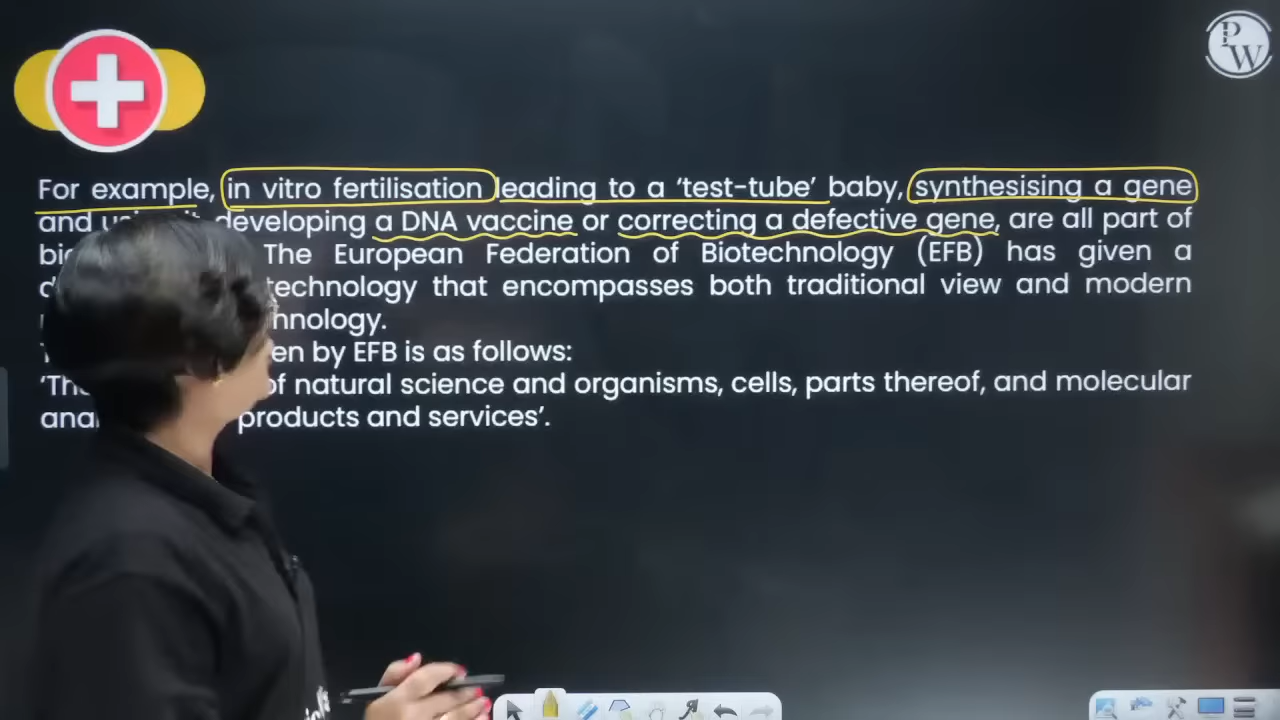 PW
For example, in vitro fertilisation leading to a ‘test-tube’ baby, synthesising a gene
and developing a DNA vaccine or correcting a defective gene, are all part of
The European Federation of Biotechnology (EFB) has given a
technology that encompasses both traditional view and modern
hnology.
en by EFB is as follows:
‘The of natural science and organisms, cells, parts thereof, and molecular
products and services’.